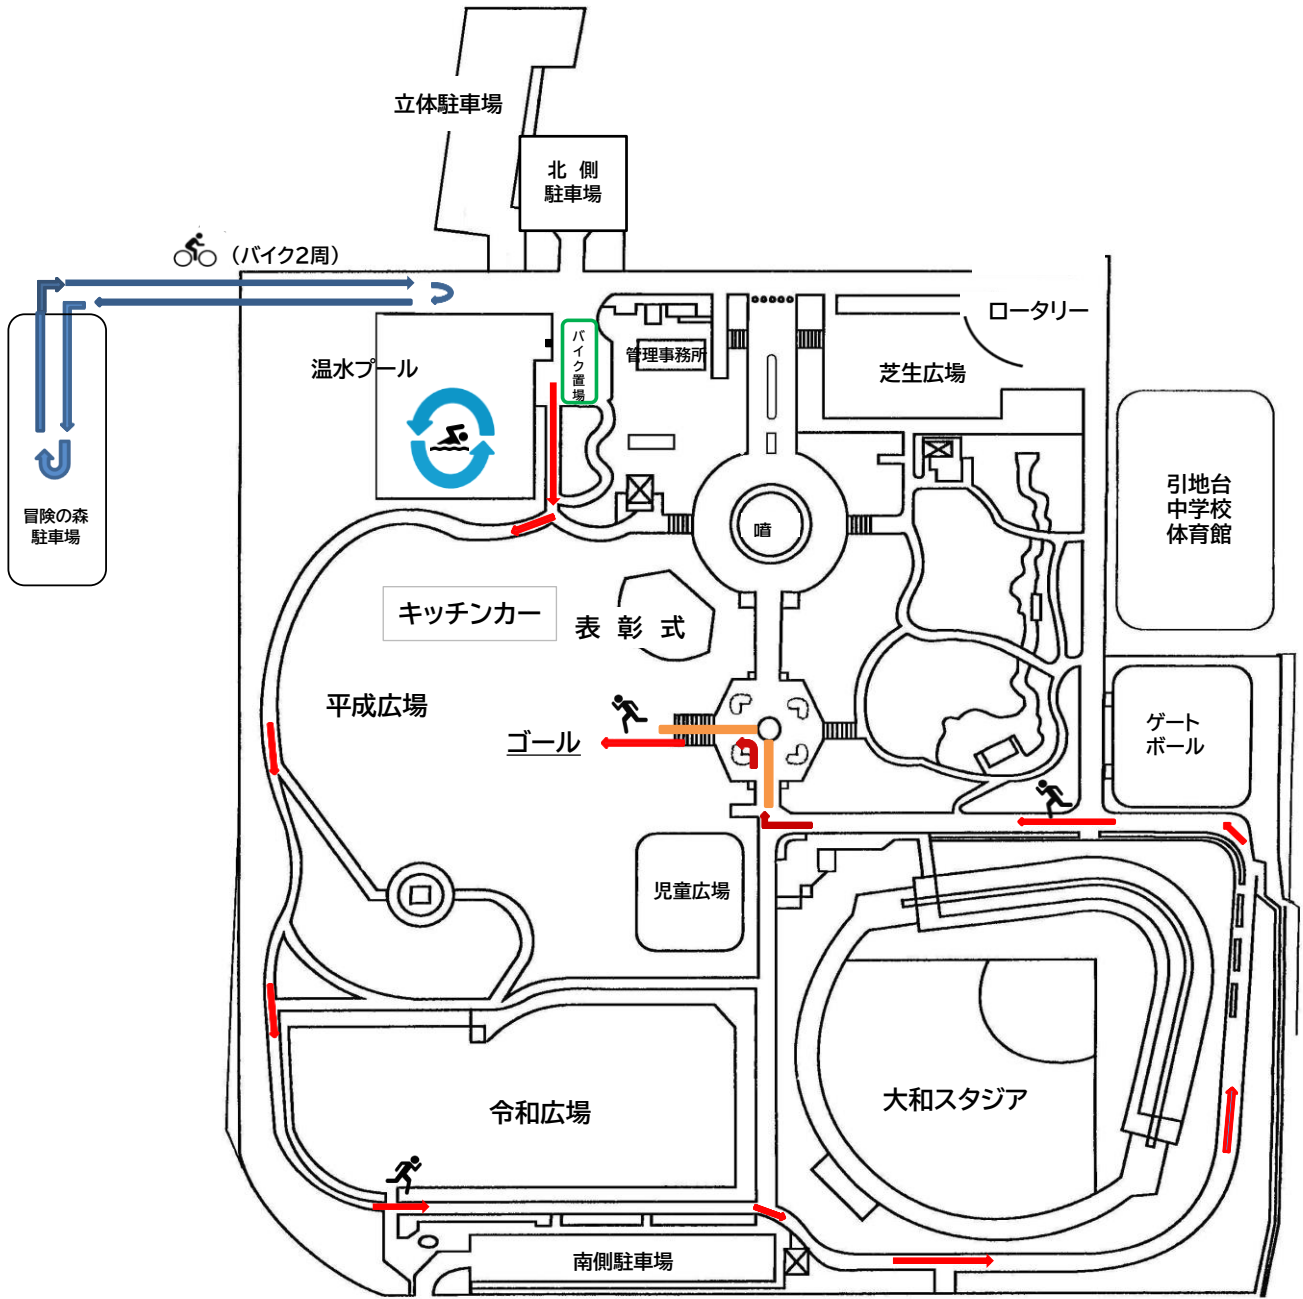 立体駐車場
北 側
駐車場
(バイク2周)
ロータリー
バイク置場
管理事務所
温水プール
芝生広場
引地台
中学校
体育館
冒険の森
駐車場
噴
キッチンカー
表 彰 式
平成広場
ゴール
ゲート
ボール
児童広場
令和広場
大和スタジア
南側駐車場